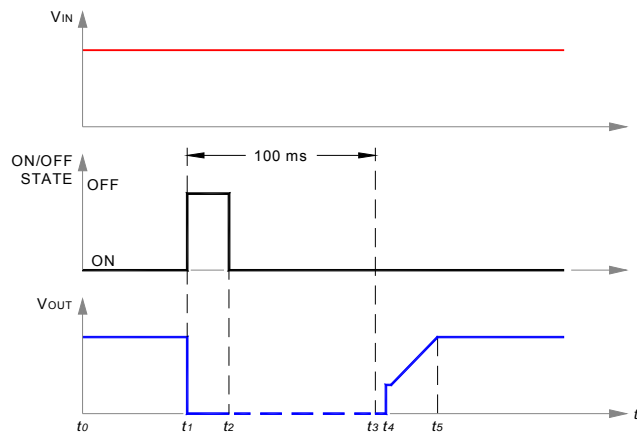 VIN
t
100 ms
ON/OFF
STATE
OFF
ON
t
VOUT
t
t0 t1 t2 t3 t4 t5